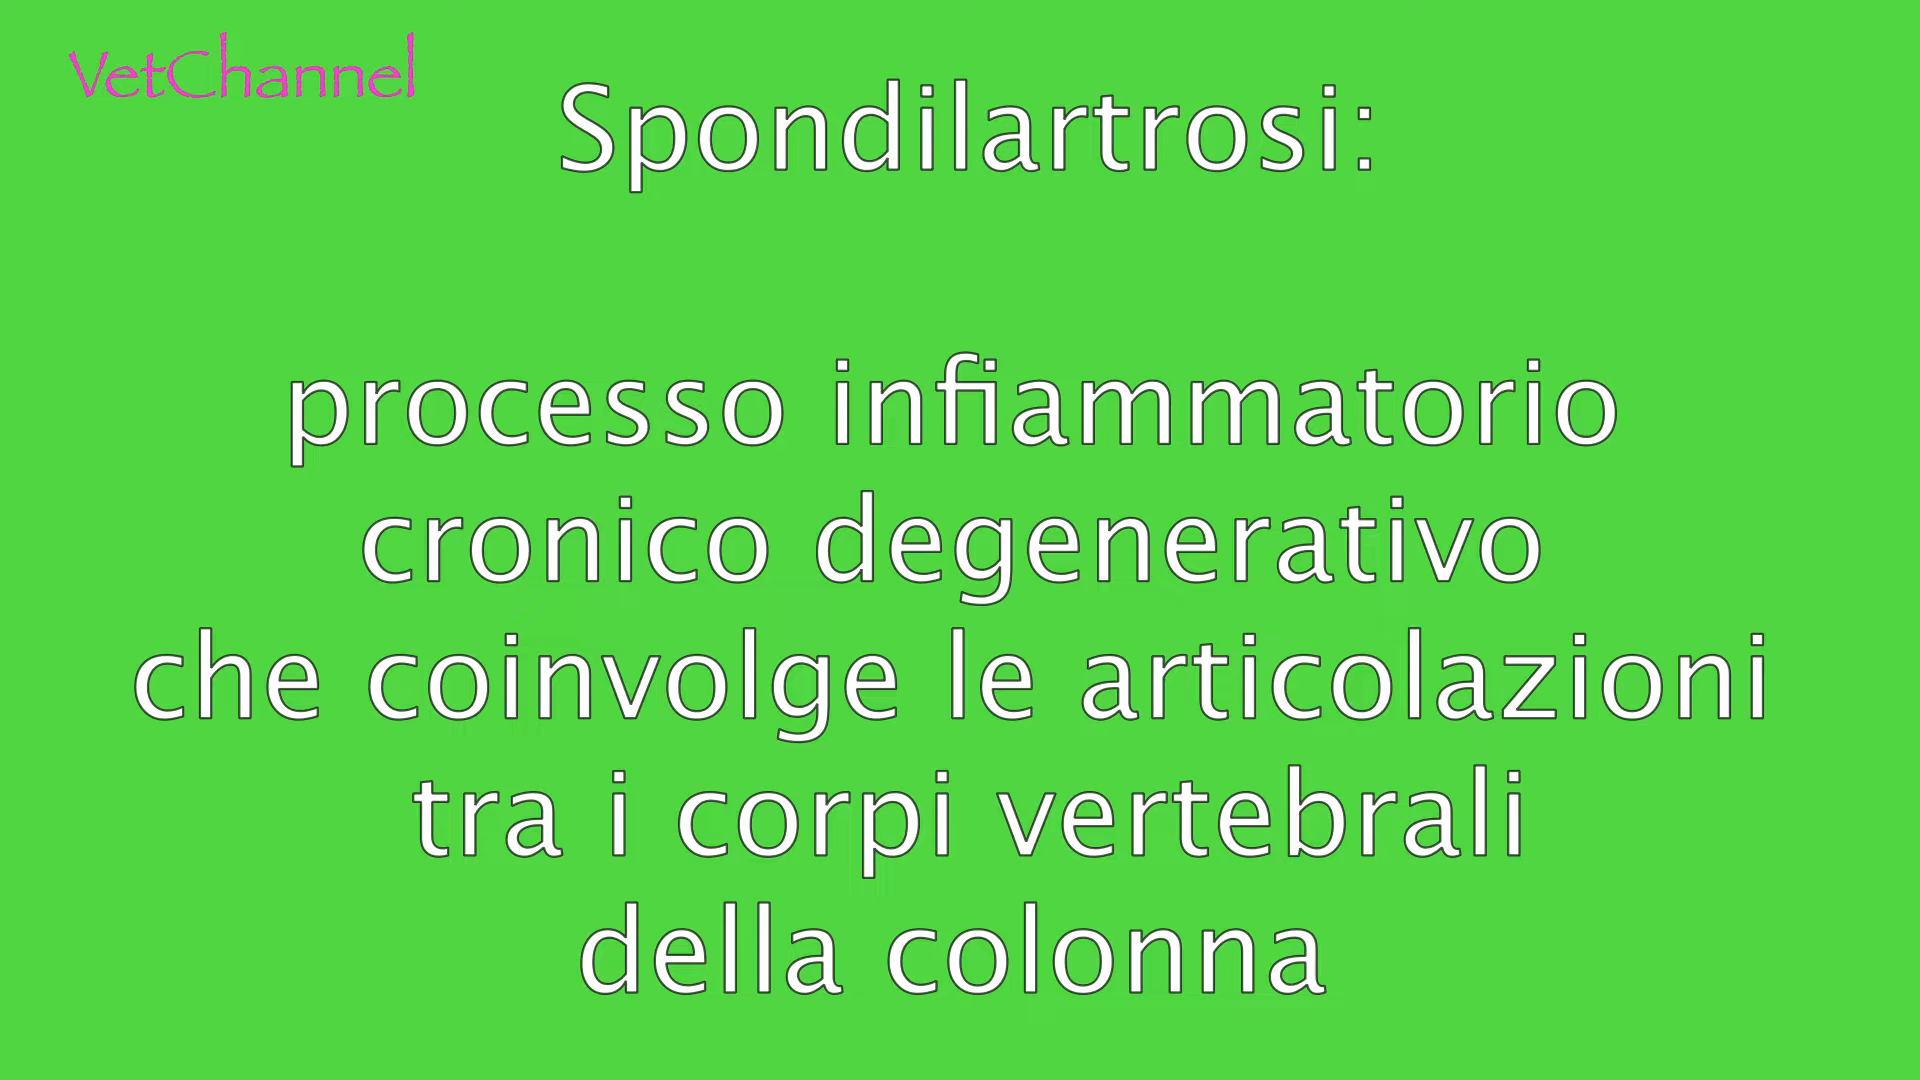 VetChannel
Spondilartrosi:
processo infiammatorio
cronico degenerativo
che coinvolge le articolazioni
tra i corpi vertebrali
della colonna